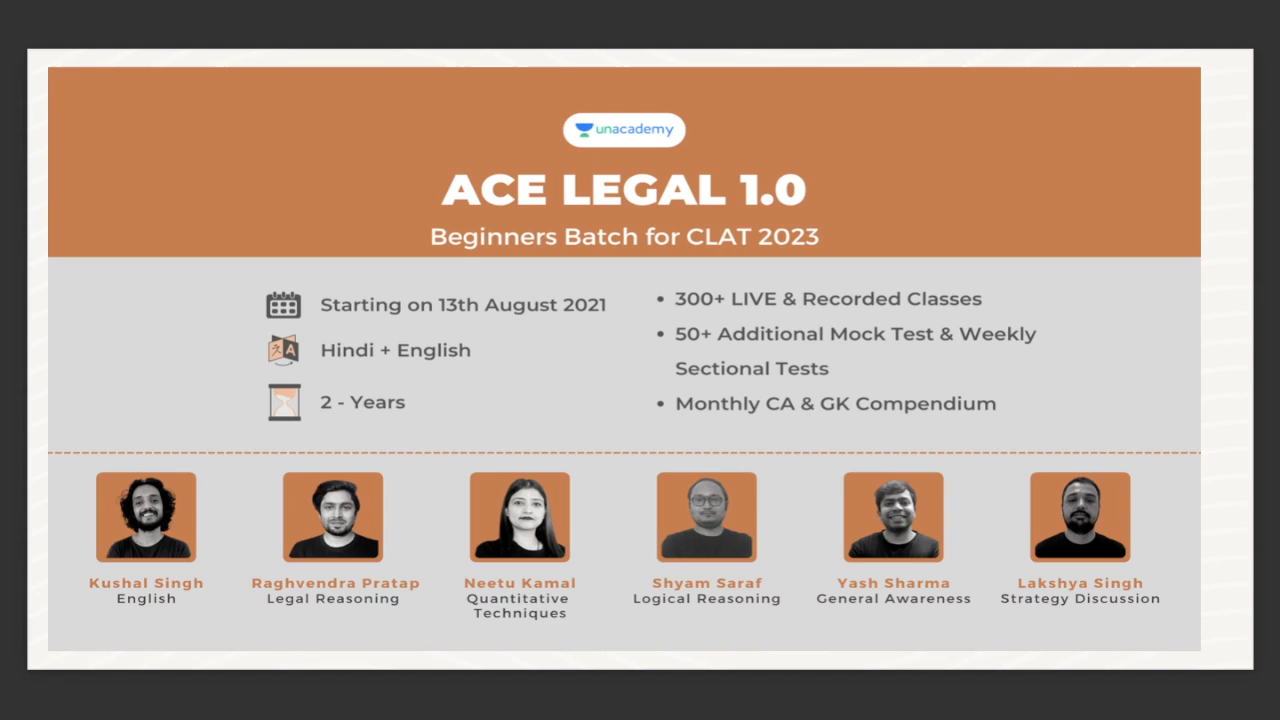 unacademy
ACE LEGAL 1.0
Beginners Batch for CLAT 2023
Starting on 13th August 2021
Hindi + English
2 - Years
• 300+ LIVE & Recorded Classes
• 50+ Additional Mock Test & Weekly
Sectional Tests
• Monthly CA & GK Compendium
Kushal Singh
English
Raghvendra Pratap
Legal Reasoning
Neetu Kamal
Quantitative
Techniques
Shyam Saraf
Logical Reasoning
Yash Sharma
General Awareness
Lakshya Singh
Strategy Discussion